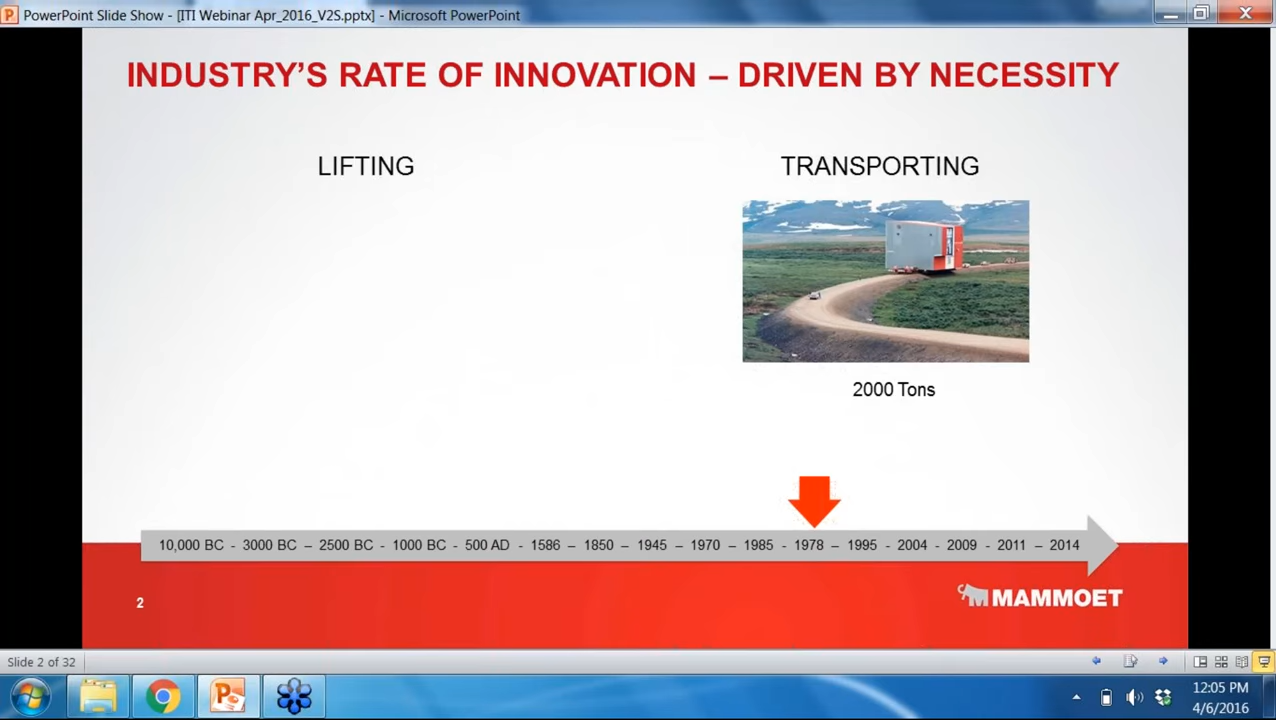 PowerPoint Slide Show - [ITI Webinar Apr_2016_V2S.pptx] - Microsoft PowerPoint
INDUSTRY'S RATE OF INNOVATION – DRIVEN BY NECESSITY
LIFTING
TRANSPORTING
2000 Tons
10,000 BC - 3000 BC – 2500 BC - 1000 BC - 500 AD - 1586 – 1850 – 1945 – 1970 – 1985 - 1978 – 1995 - 2004 - 2009 - 2011 – 2014
2
MAMMOET
Slide 2 of 32
12:05 PM
4/6/2016